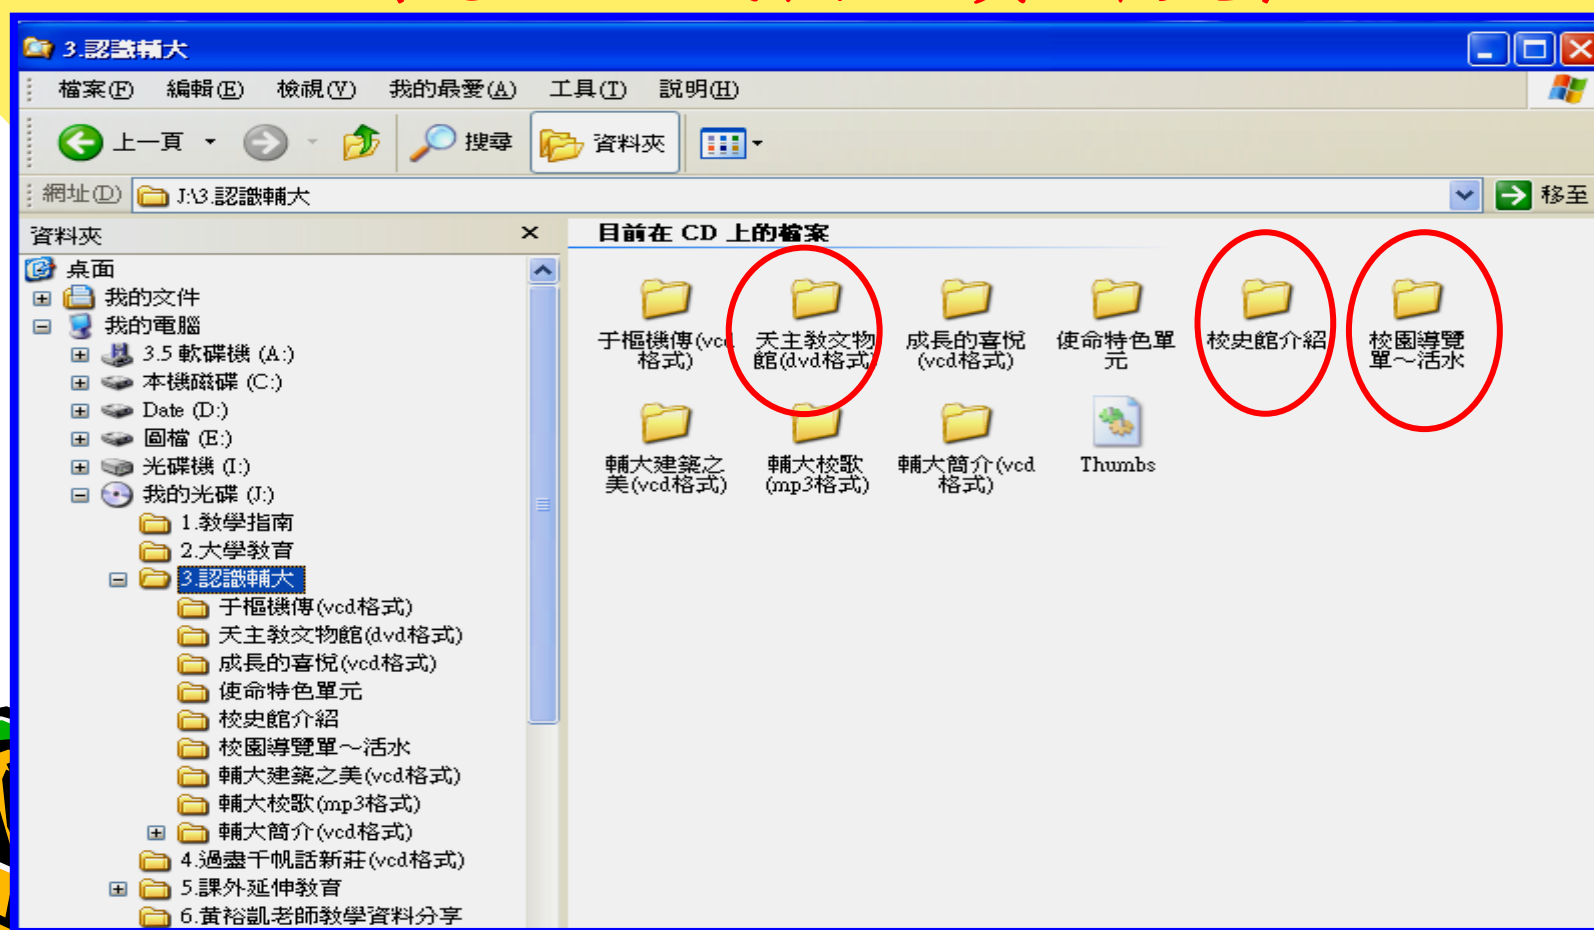 3.認識輔大
檔案(F) 編輯(E) 檢視(V) 我的最愛(A) 工具(T) 說明(H)
上一頁 搜尋 資料夾
網址(D) J:\3.認識輔大 移至
資料夾
桌面
我的文件
我的電腦
3.5 軟碟機 (A:)
本機磁碟 (C:)
Date (D:)
圖檔 (E:)
光碟機 (I:)
我的光碟 (J:)
1.教學指南
2.大學教育
3.認識輔大
于樞機傳(vcd格式)
天主教文物館(dvd格式)
成長的喜悅(vcd格式)
使命特色單元
校史館介紹
校園導覽單~活水
輔大建築之美(vcd格式)
輔大校歌(mp3格式)
輔大簡介(vcd格式)
4.過盡千帆話新莊(vcd格式)
5.課外延伸教育
6.黃裕凱老師教學資料分享
目前在 CD 上的檔案
于樞機傳(vcd
格式)
天主教文物
館(dvd格式)
成長的喜悅
(vcd格式)
使命特色單
元
校史館介紹
校園導覽
單~活水
輔大建築之
美(vcd格式)
輔大校歌
(mp3格式)
輔大簡介(vcd
格式)
Thumbs